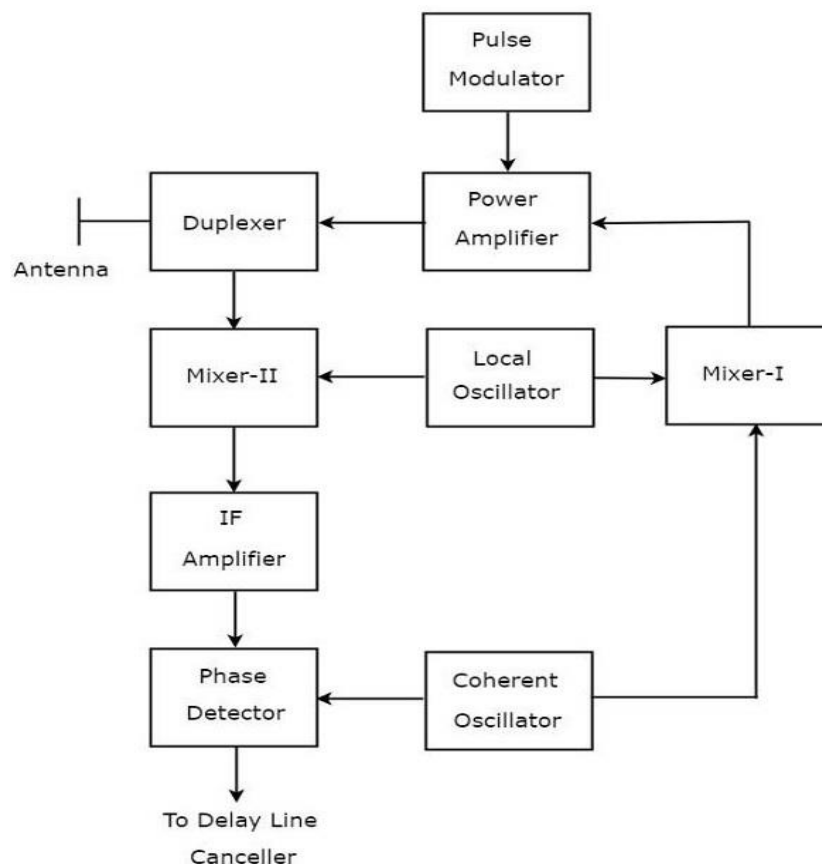 Pulse
Modulator
Duplexer
Power
Amplifier
Antenna
Mixer-II
Local
Oscillator
Mixer-I
IF
Amplifier
Phase
Detector
Coherent
Oscillator
To Delay Line
Canceller